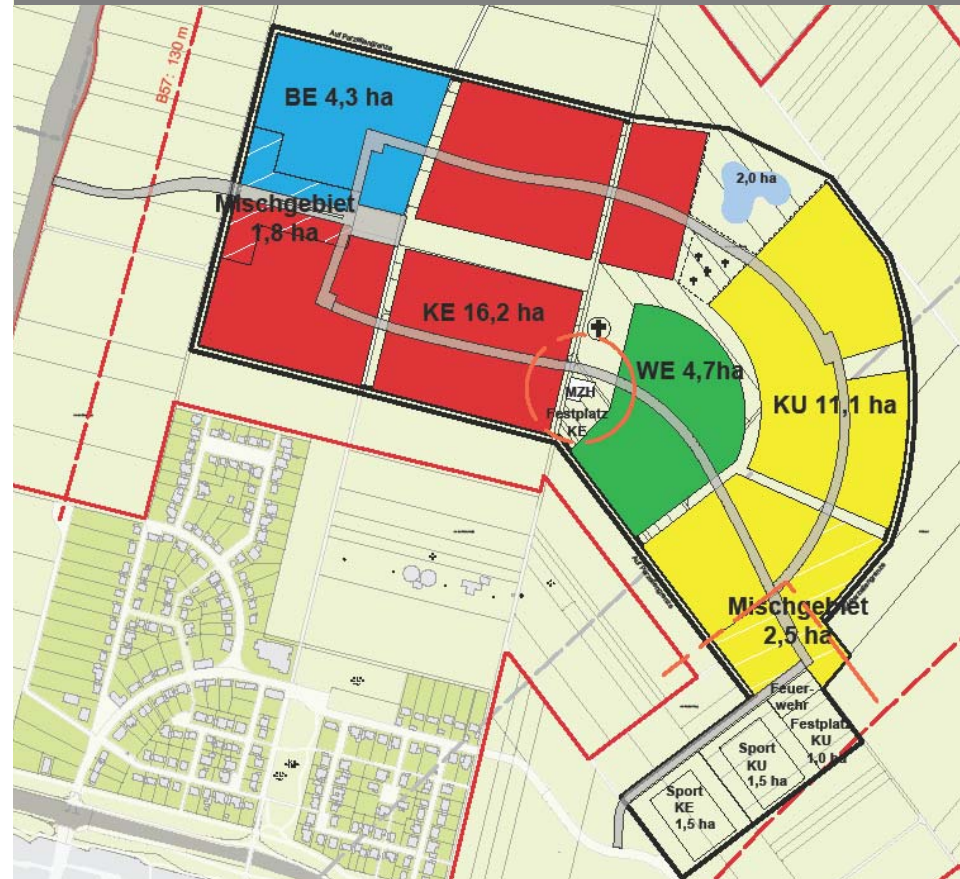 Auf Parzellengrenze
B57: 130 m
BE 4,3 ha
2,0 ha
Mischgebiet
1,8 ha
KE 16,2 ha
WE 4,7ha
MZH
Festplatz
KE
KU 11,1 ha
Auf Parzellengrenze
Mischgebiet
2,5 ha
Feuer-
wehr
Festplatz
KU
1,0 ha
Sport
KU
1,5 ha
Sport
KE
1,5 ha